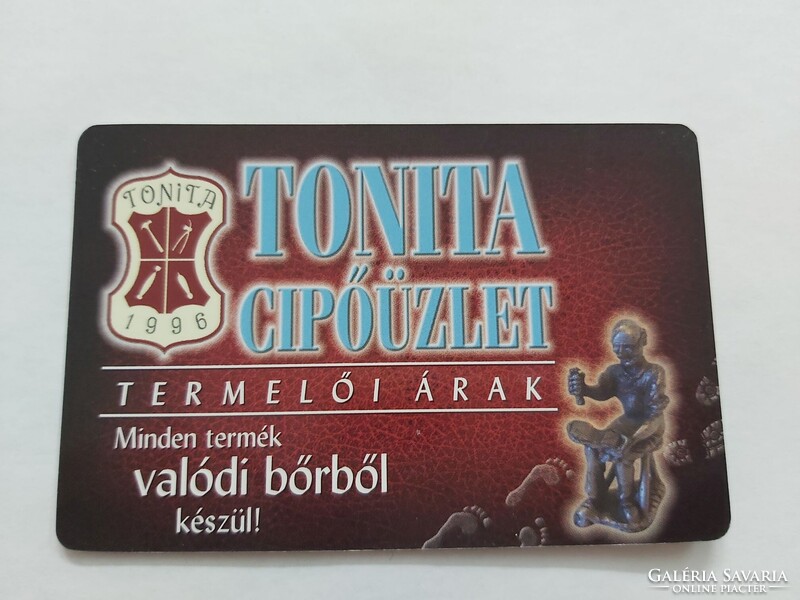 TONiTA
1996
TONITA
CIPŐÜZLET
TERMELŐI ÁRAK
Minden termék
valódi bőrből
készül!
GALÉRIA SAVARIA
ONLINE PIACTÉR